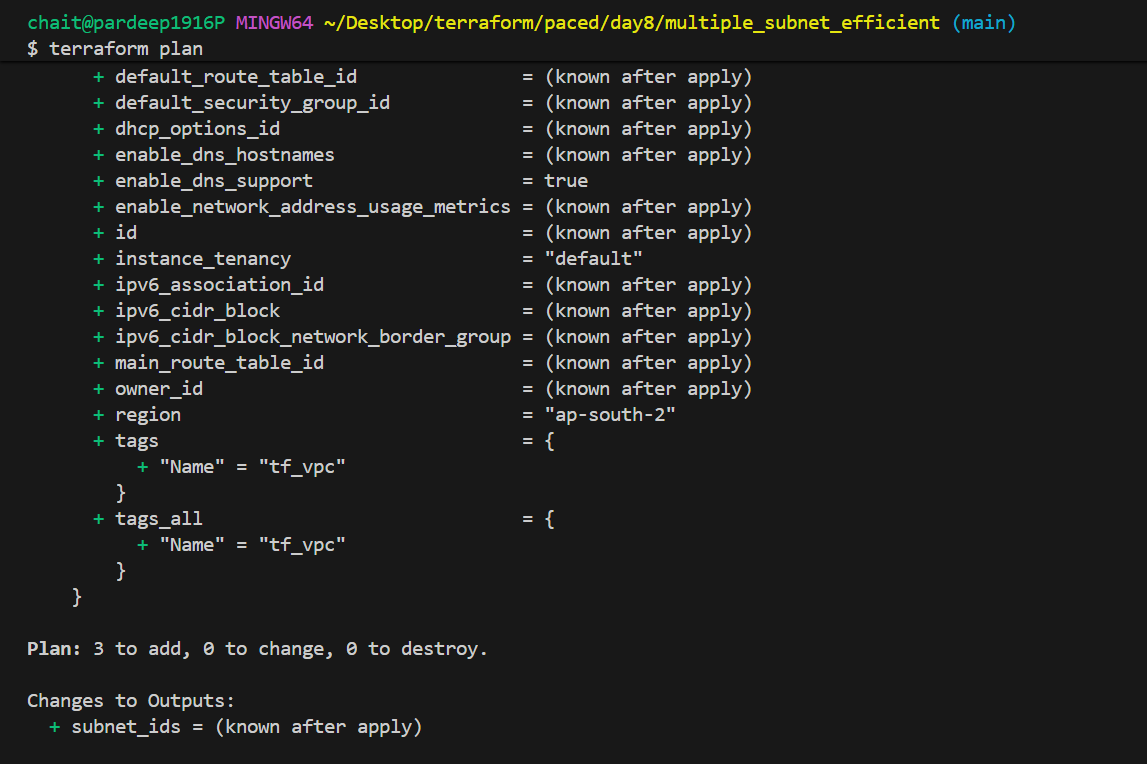 chait@pardeep1916P MINGW64 ~/Desktop/terraform/paced/day8/multiple_subnet_efficient (main)
$ terraform plan
+ default_route_table_id = (known after apply)
+ default_security_group_id = (known after apply)
+ dhcp_options_id = (known after apply)
+ enable_dns_hostnames = (known after apply)
+ enable_dns_support = true
+ enable_network_address_usage_metrics = (known after apply)
+ id = (known after apply)
+ instance_tenancy = "default"
+ ipv6_association_id = (known after apply)
+ ipv6_cidr_block = (known after apply)
+ ipv6_cidr_block_network_border_group = (known after apply)
+ main_route_table_id = (known after apply)
+ owner_id = (known after apply)
+ region = "ap-south-2"
+ tags = {
+ "Name" = "tf_vpc"
}
+ tags_all = {
+ "Name" = "tf_vpc"
}
}
Plan: 3 to add, 0 to change, 0 to destroy.
Changes to Outputs:
+ subnet_ids = (known after apply)